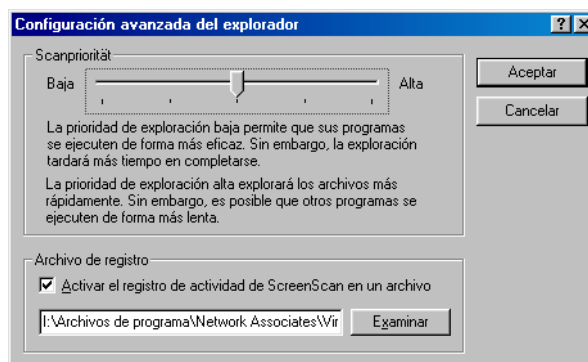 Configuración avanzada del explorador
Scanpriorität
Baja
Alta
Aceptar
Cancelar
La prioridad de exploración baja permite que sus programas
se ejecuten de forma más eficaz. Sin embargo, la exploración
tardará más tiempo en completarse.
La prioridad de exploración alta explorará los archivos más
rápidamente. Sin embargo, es posible que otros programas se
ejecuten de forma más lenta.
Archivo de registro
Activar el registro de actividad de ScreenScan en un archivo
I:\Archivos de programa\Network Associates\Vir
Examinar